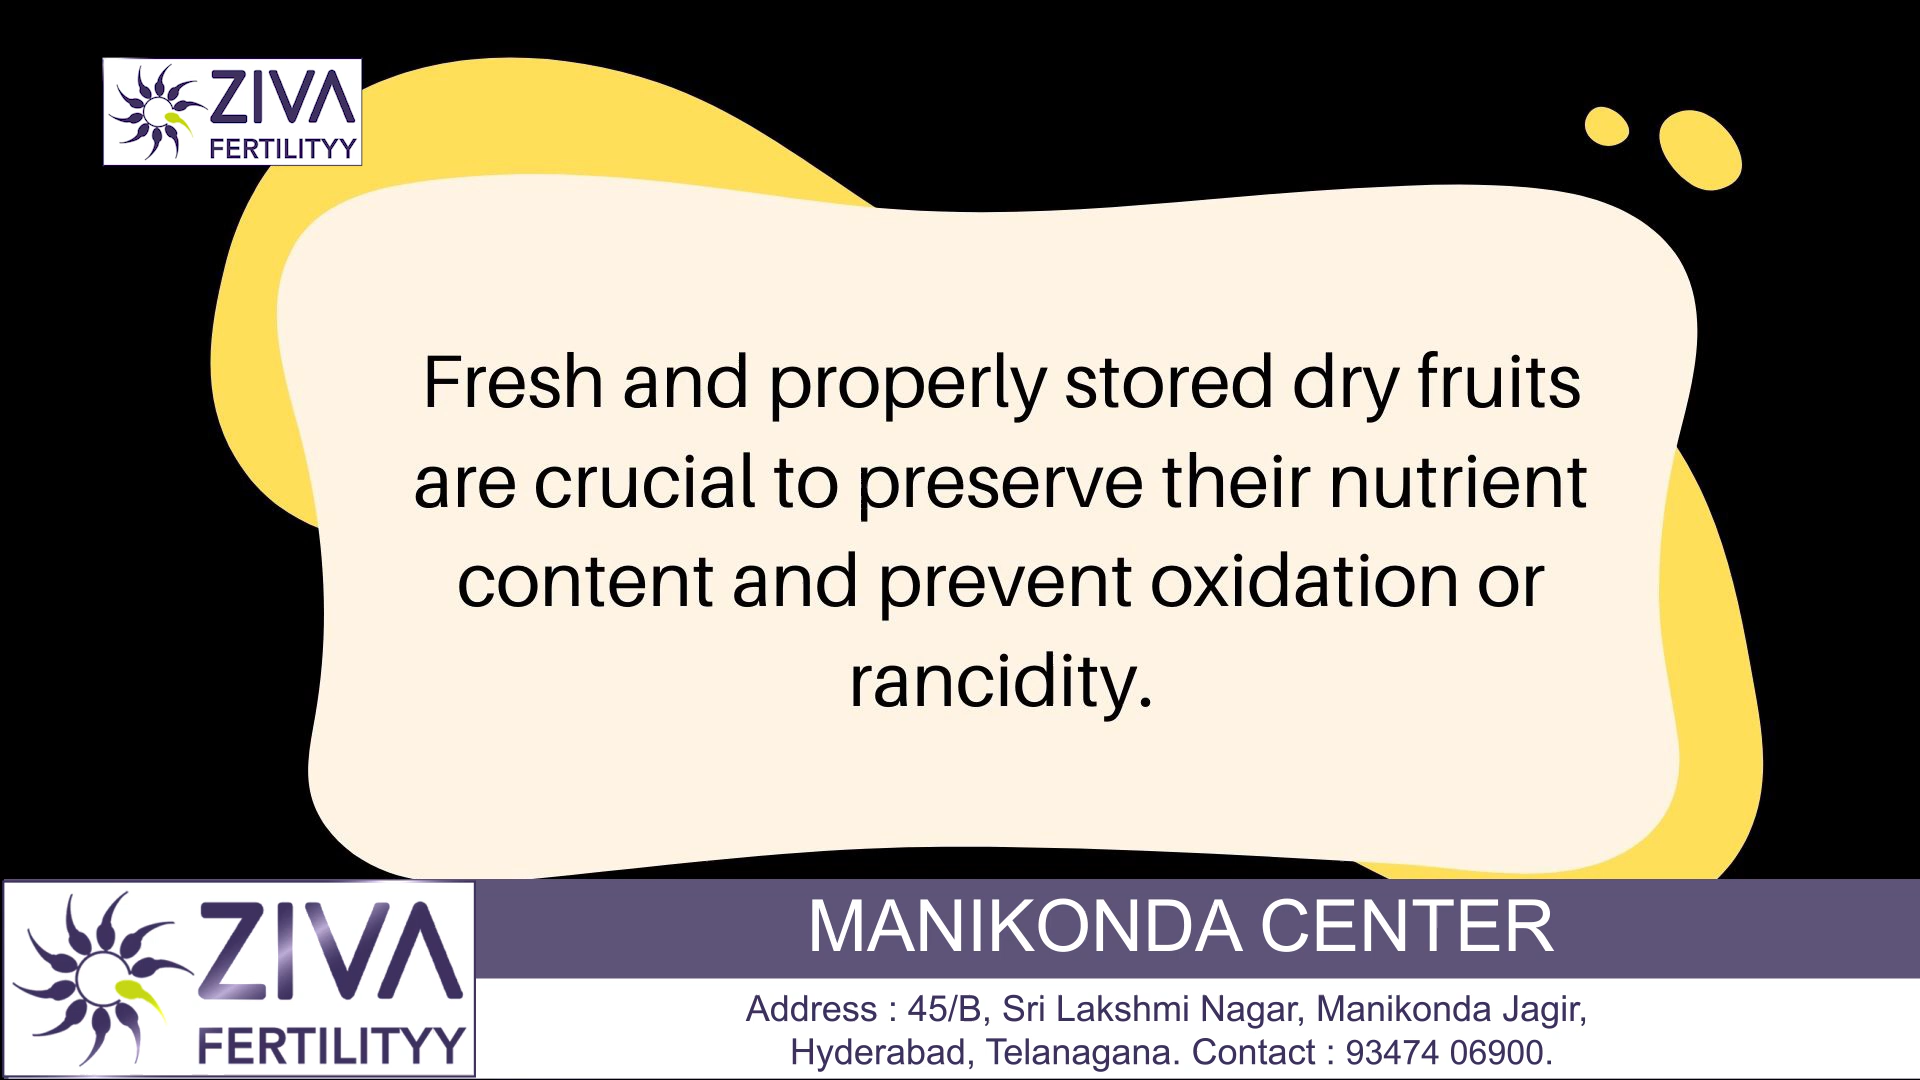 ZIVA
FERTILITYY
Fresh and properly stored dry fruits
are crucial to preserve their nutrient
content and prevent oxidation or
rancidity.
ZIVA
FERTILITYY
MANIKONDA CENTER
Address : 45/B, Sri Lakshmi Nagar, Manikonda Jagir,
Hyderabad, Telanagana. Contact : 93474 06900.